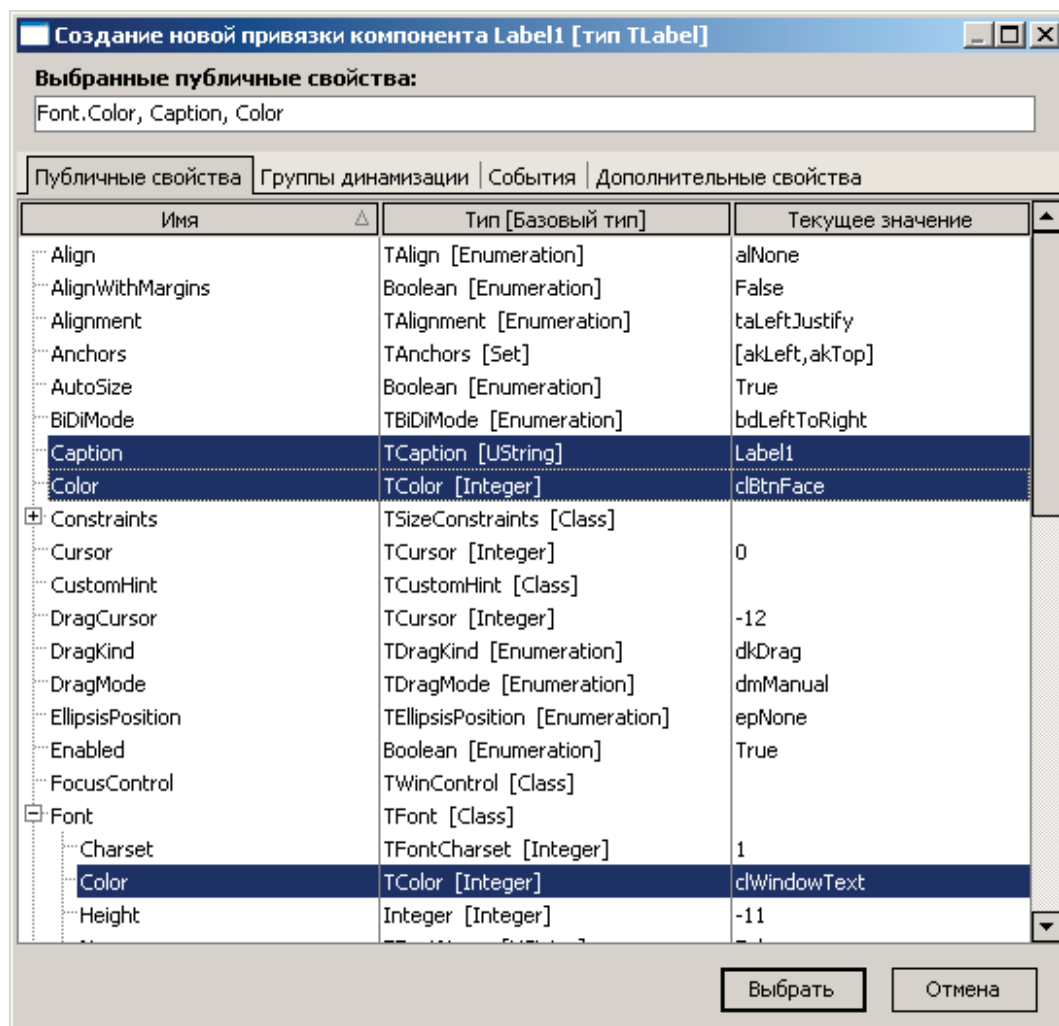 Создание новой привязки компонента Label1 [тип TLabel]
Выбранные публичные свойства:
Font.Color, Caption, Color
Публичные свойства Группы динамизации События Дополнительные свойства
Имя Тип [Базовый тип] Текущее значение
Align TAlign [Enumeration] alNone
AlignWithMargins Boolean [Enumeration] False
Alignment TAlignment [Enumeration] taLeftJustify
Anchors TAnchors [Set] [akLeft,akTop]
AutoSize Boolean [Enumeration] True
BiDiMode TBiDiMode [Enumeration] bdLeftToRight
Caption TCaption [UString] Label1
Color TColor [Integer] clBtnFace
Constraints TSizeConstraints [Class]
Cursor TCursor [Integer] 0
CustomHint TCustomHint [Class]
DragCursor TCursor [Integer] -12
DragKind TDragKind [Enumeration] dkDrag
DragMode TDragMode [Enumeration] dmManual
EllipsisPosition TEllipsisPosition [Enumeration] epNone
Enabled Boolean [Enumeration] True
FocusControl TWinControl [Class]
Font TFont [Class]
Charset TFontCharset [Integer] 1
Color TColor [Integer] clWindowText
Height Integer [Integer] -11
Выбрать Отмена